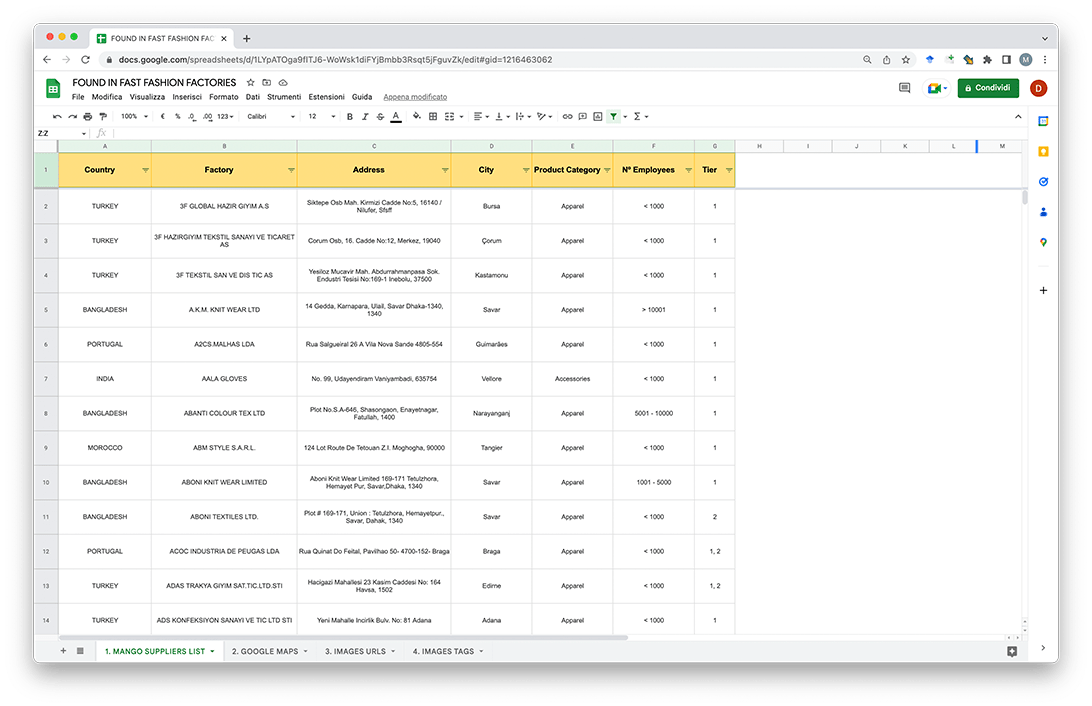 FOUND IN FAST FASHION FAC
docs.google.com/spreadsheets/d/1LYpATOga9fITJ6-WoWsk1diFYjBmbb3Rsqt5jFguvZk/edit#gid=1216463062
M
FOUND IN FAST FASHION FACTORIES
File Modifica Visualizza Inserisci Formato Dati Strumenti Estensioni Guida Appena modificato
Condividi
D
100% € % .0 .00 123 Calibri 12 B I S A
Z:Z fx
A B C D E F G H I J K L M
1 Country Factory Address City Product Category Nº Employees Tier
2 TURKEY 3F GLOBAL HAZIR GIYIM A.S Siktepe Osb Mah. Kirmizi Cadde No:5, 16140 / Nilufer, Sfsff Bursa Apparel < 1000 1
3 TURKEY 3F HAZIRGIYIM TEKSTIL SANAYI VE TICARET AS Corum Osb, 16. Cadde No:12, Merkez, 19040 Çorum Apparel < 1000 1
4 TURKEY 3F TEKSTIL SAN VE DIS TIC AS Yesiloz Mucavir Mah. Abdurrahmanpasa Sok. Endustri Tesisi No:169-1 Inebolu, 37500 Kastamonu Apparel < 1000 1
5 BANGLADESH A.K.M. KNIT WEAR LTD 14 Gedda, Karnapara, Ulail, Savar Dhaka-1340, 1340 Savar Apparel > 10001 1
6 PORTUGAL A2CS.MALHAS LDA Rua Salgueiral 26 A Vila Nova Sande 4805-554 Guimarães Apparel < 1000 1
7 INDIA AALA GLOVES No. 99, Udayendiram Vaniyambadi, 635754 Vellore Accessories < 1000 1
8 BANGLADESH ABANTI COLOUR TEX LTD Plot No.S.A-646, Shasongaon, Enayetnagar, Fatullah, 1400 Narayanganj Apparel 5001 - 10000 1
9 MOROCCO ABM STYLE S.A.R.L. 124 Lot Route De Tetouan Z.I. Moghogha, 90000 Tangier Apparel < 1000 1
10 BANGLADESH ABONI KNIT WEAR LIMITED Aboni Knit Wear Limited 169-171 Tetulzhora, Hemayet Pur, Savar,Dhaka, 1340 Savar Apparel 1001 - 5000 1
11 BANGLADESH ABONI TEXTILES LTD. Plot # 169-171, Union : Tetulzhora, Hemayetpur., Savar, Dahak, 1340 Savar Apparel < 1000 2
12 PORTUGAL ACOC INDUSTRIA DE PEUGAS LDA Rua Quinat Do Feital, Pavilhao 50- 4700-152- Braga Braga Apparel < 1000 1, 2
13 TURKEY ADAS TRAKYA GIYIM SAT.TIC.LTD.STI Hacigazi Mahallesi 23 Kasim Caddesi No: 164 Havsa, 1502 Edirne Apparel < 1000 1, 2
14 TURKEY ADS KONFEKSIYON SANAYI VE TIC LTD STI Yeni Mahalle Incirlik Bulv. No: 81 Adana Adana Apparel < 1000 1
1. MANGO SUPPLIERS LIST 2. GOOGLE MAPS 3. IMAGES URLS 4. IMAGES TAGS